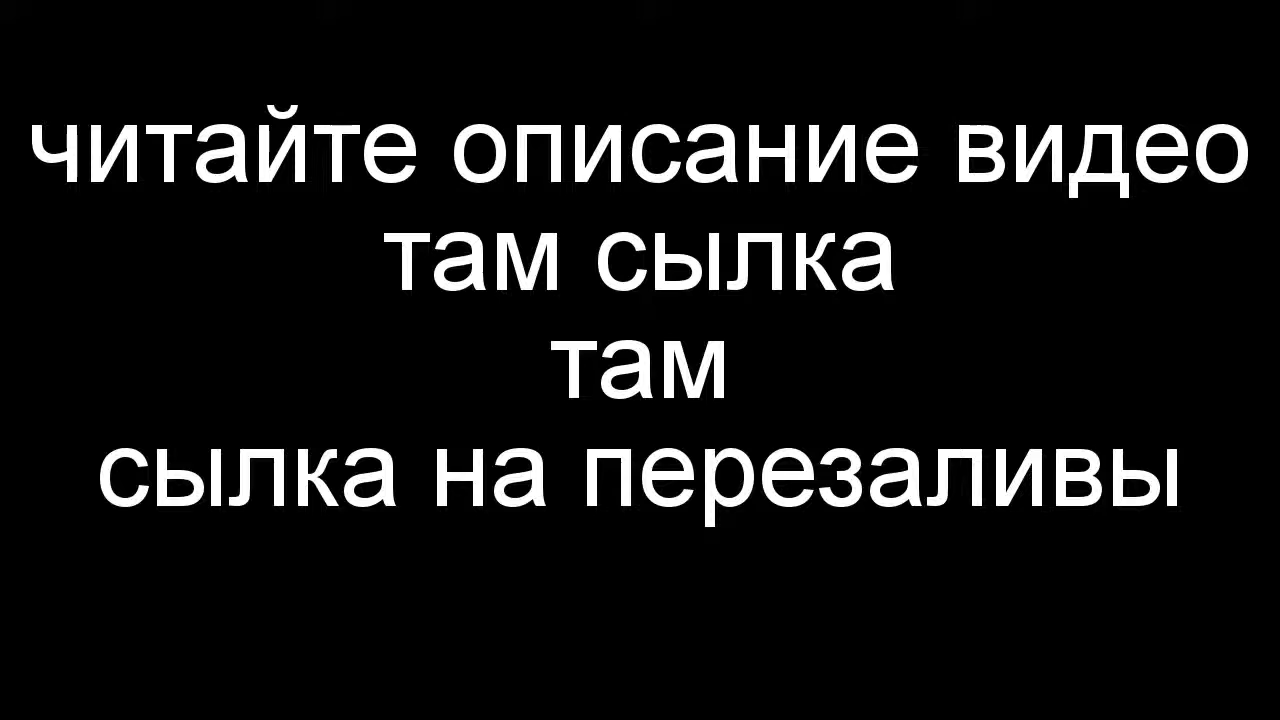 читайте описание видео
там сылка
там
сылка на перезаливы